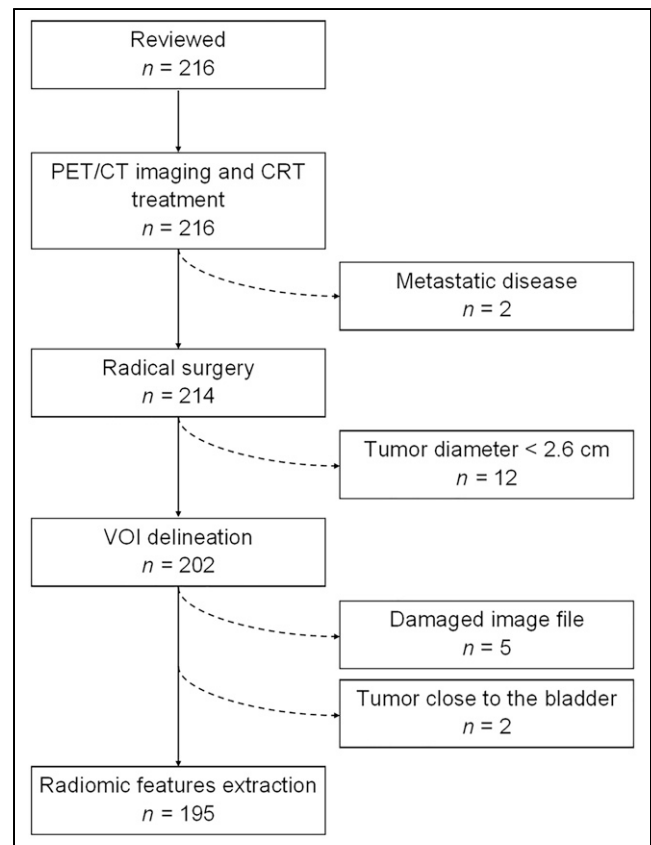 Reviewed
n = 216
PET/CT imaging and CRT
treatment
n = 216
Metastatic disease
n = 2
Radical surgery
n = 214
Tumor diameter < 2.6 cm
n = 12
VOI delineation
n = 202
Damaged image file
n = 5
Tumor close to the bladder
n = 2
Radiomic features extraction
n = 195